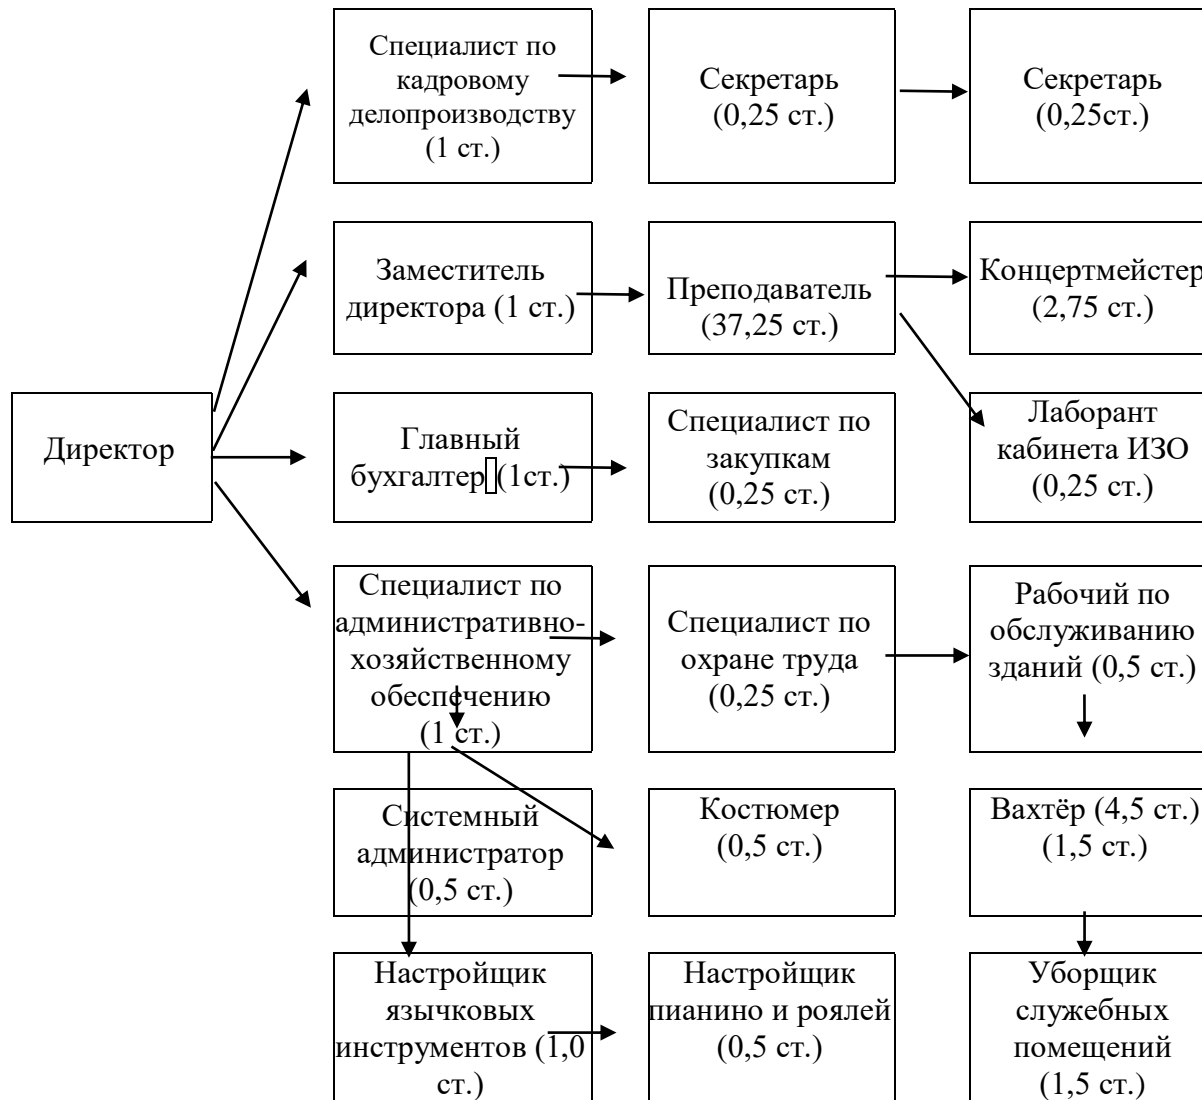 Специалист по
кадровому
делопроизводству
(1 ст.)
Секретарь
(0,25 ст.)
Секретарь
(0,25ст.)
Заместитель
директора (1 ст.)
Преподаватель
(37,25 ст.)
Концертмейстер
(2,75 ст.)
Директор
Главный
бухгалтер (1ст.)
Специалист по
закупкам
(0,25 ст.)
Лаборант
кабинета ИЗО
(0,25 ст.)
Специалист по
административно-
хозяйственному
обеспечению
(1 ст.)
Специалист по
охране труда
(0,25 ст.)
Рабочий по
обслуживанию
зданий (0,5 ст.)
Системный
администратор
(0,5 ст.)
Костюмер
(0,5 ст.)
Вахтёр (4,5 ст.)
(1,5 ст.)
Настройщик
язычковых
инструментов (1,0
ст.)
Настройщик
пианино и роялей
(0,5 ст.)
Уборщик
служебных
помещений
(1,5 ст.)